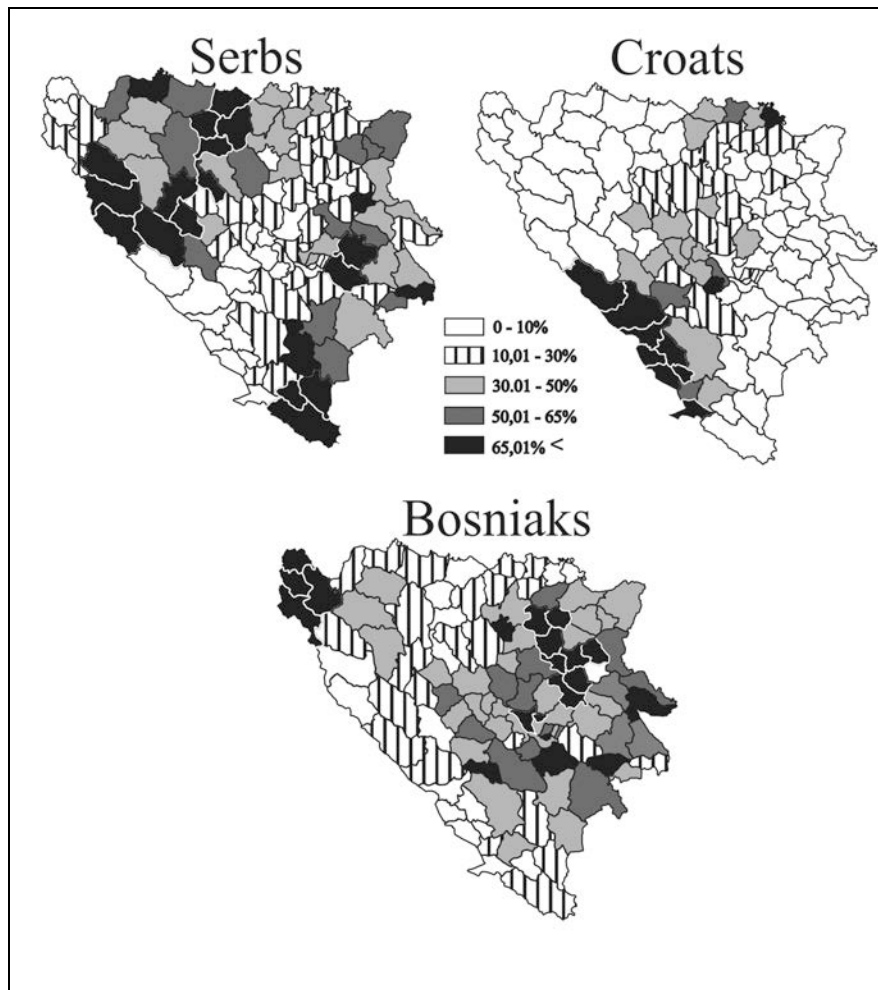 Serbs
Croats
0 - 10%
10,01 - 30%
30.01 - 50%
50,01 - 65%
65,01% <
Bosniaks